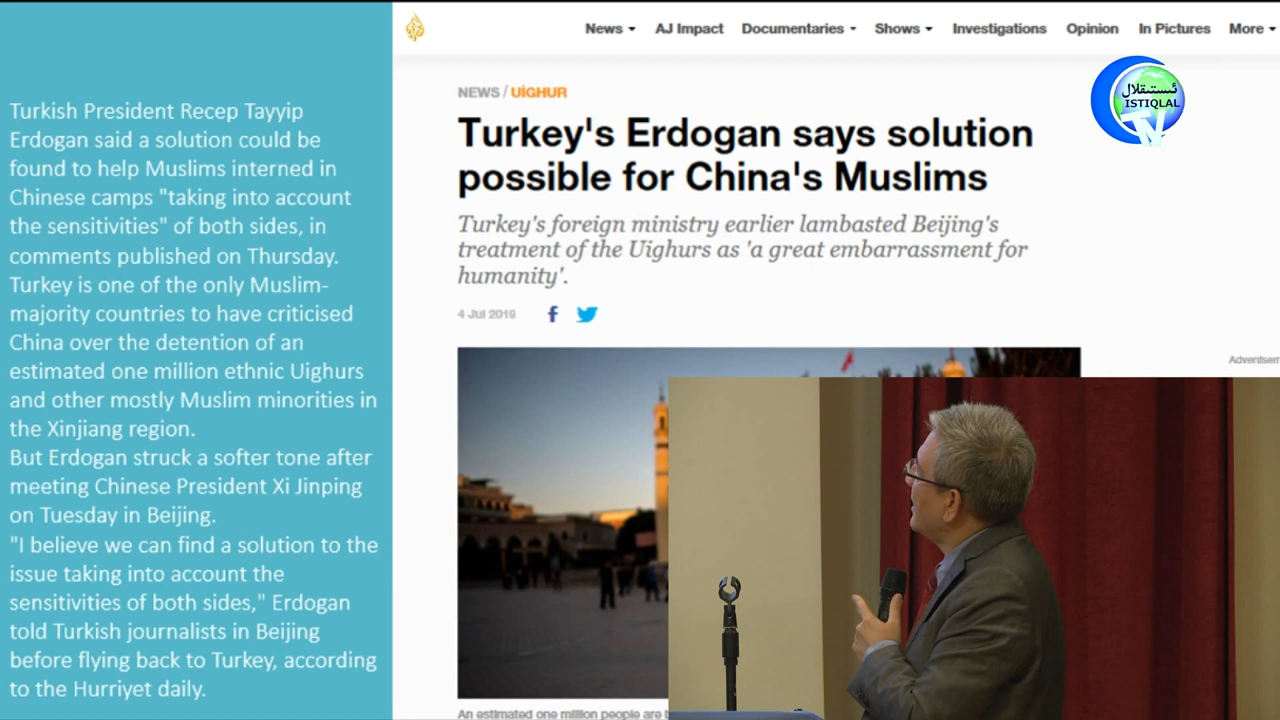 Turkish President Recep Tayyip
Erdogan said a solution could be
found to help Muslims interned in
Chinese camps "taking into account
the sensitivities" of both sides, in
comments published on Thursday.
Turkey is one of the only Muslim-
majority countries to have criticised
China over the detention of an
estimated one million ethnic Uighurs
and other mostly Muslim minorities in
the Xinjiang region.
But Erdogan struck a softer tone after
meeting Chinese President Xi Jinping
on Tuesday in Beijing.
"I believe we can find a solution to the
issue taking into account the
sensitivities of both sides," Erdogan
told Turkish journalists in Beijing
before flying back to Turkey, according
to the Hurriyet daily.
News AJ Impact Documentaries Shows Investigations Opinion In Pictures More
ئىستىقلال
ISTIQLAL
TV
NEWS / UIGHUR
Turkey's Erdogan says solution
possible for China's Muslims
Turkey's foreign ministry earlier lambasted Beijing's
treatment of the Uighurs as 'a great embarrassment for
humanity'.
4 Jul 2019
Advertisem
An estimated one million people are